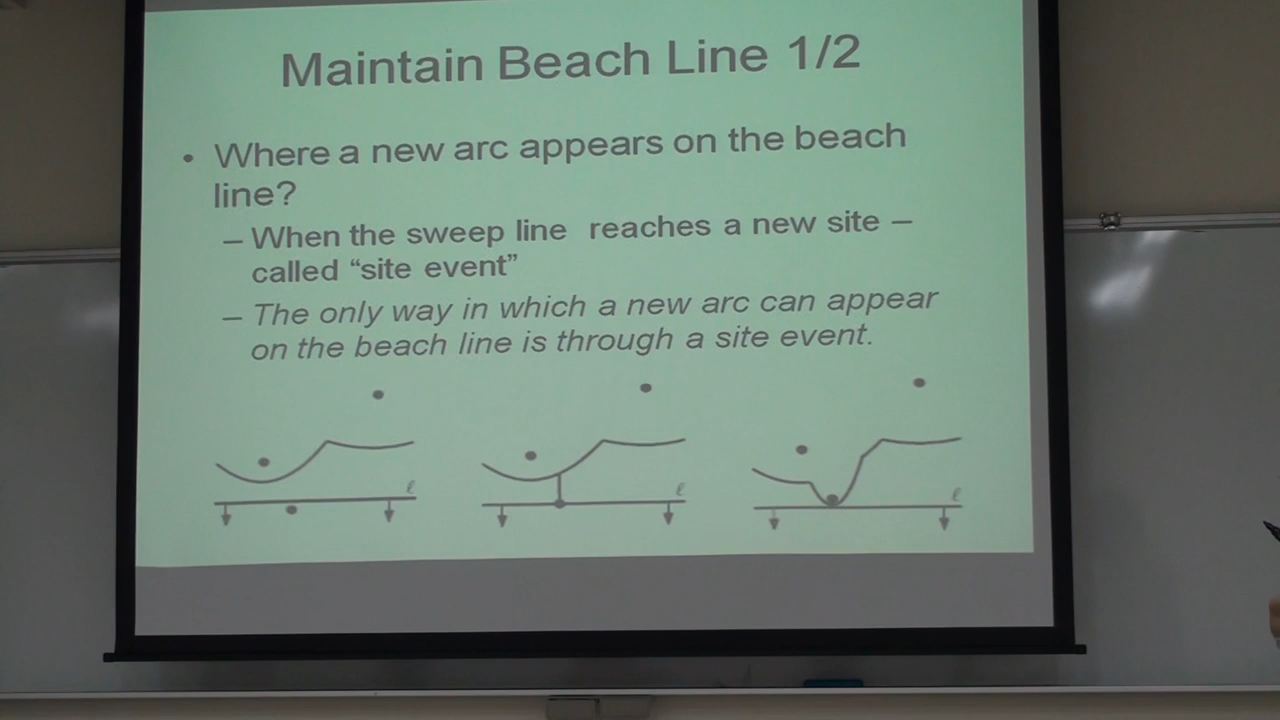 Maintain Beach Line 1/2
• Where a new arc appears on the beach
line?
– When the sweep line reaches a new site –
called “site event”
– The only way in which a new arc can appear
on the beach line is through a site event.
ℓ ℓ ℓ